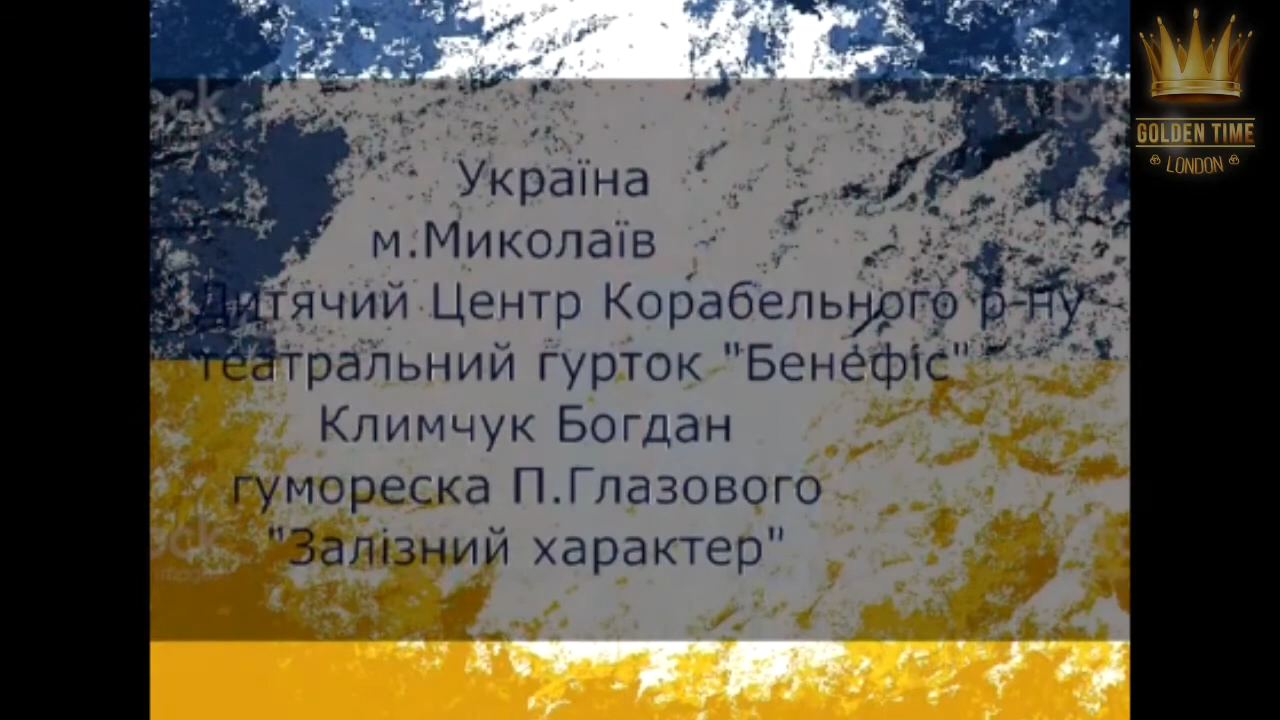 Україна
м.Миколаїв
Дитячий Центр Корабельного р-ну
театральний гурток "Бенефіс"
Климчук Богдан
гумореска П.Глазового
"Залізний характер"
GOLDEN TIME
LONDON